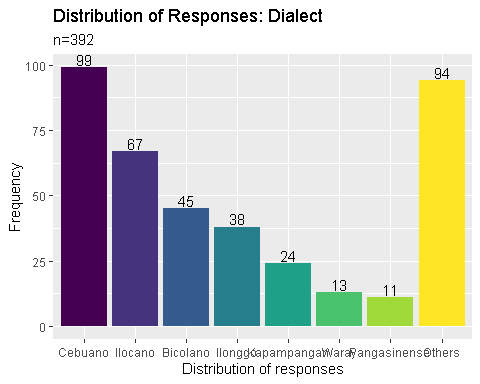 Distribution of Responses: Dialect
n=392
Frequency
100
75
50
25
0
99
67
45
38
24
13
11
94
Cebuano Ilocano Bicolano Ilonggo Kapampangan Waray Pangasinense Others
Distribution of responses